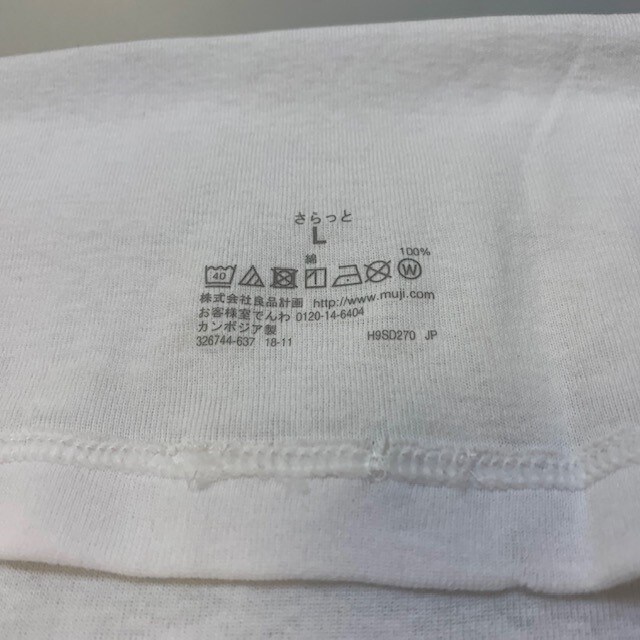 さらっと
L
綿 100%
40 W
株式会社良品計画 http://www.muji.com
お客様室でんわ 0120-14-6404
カンボジア製
326744-637 18-11 H9SD270 JP